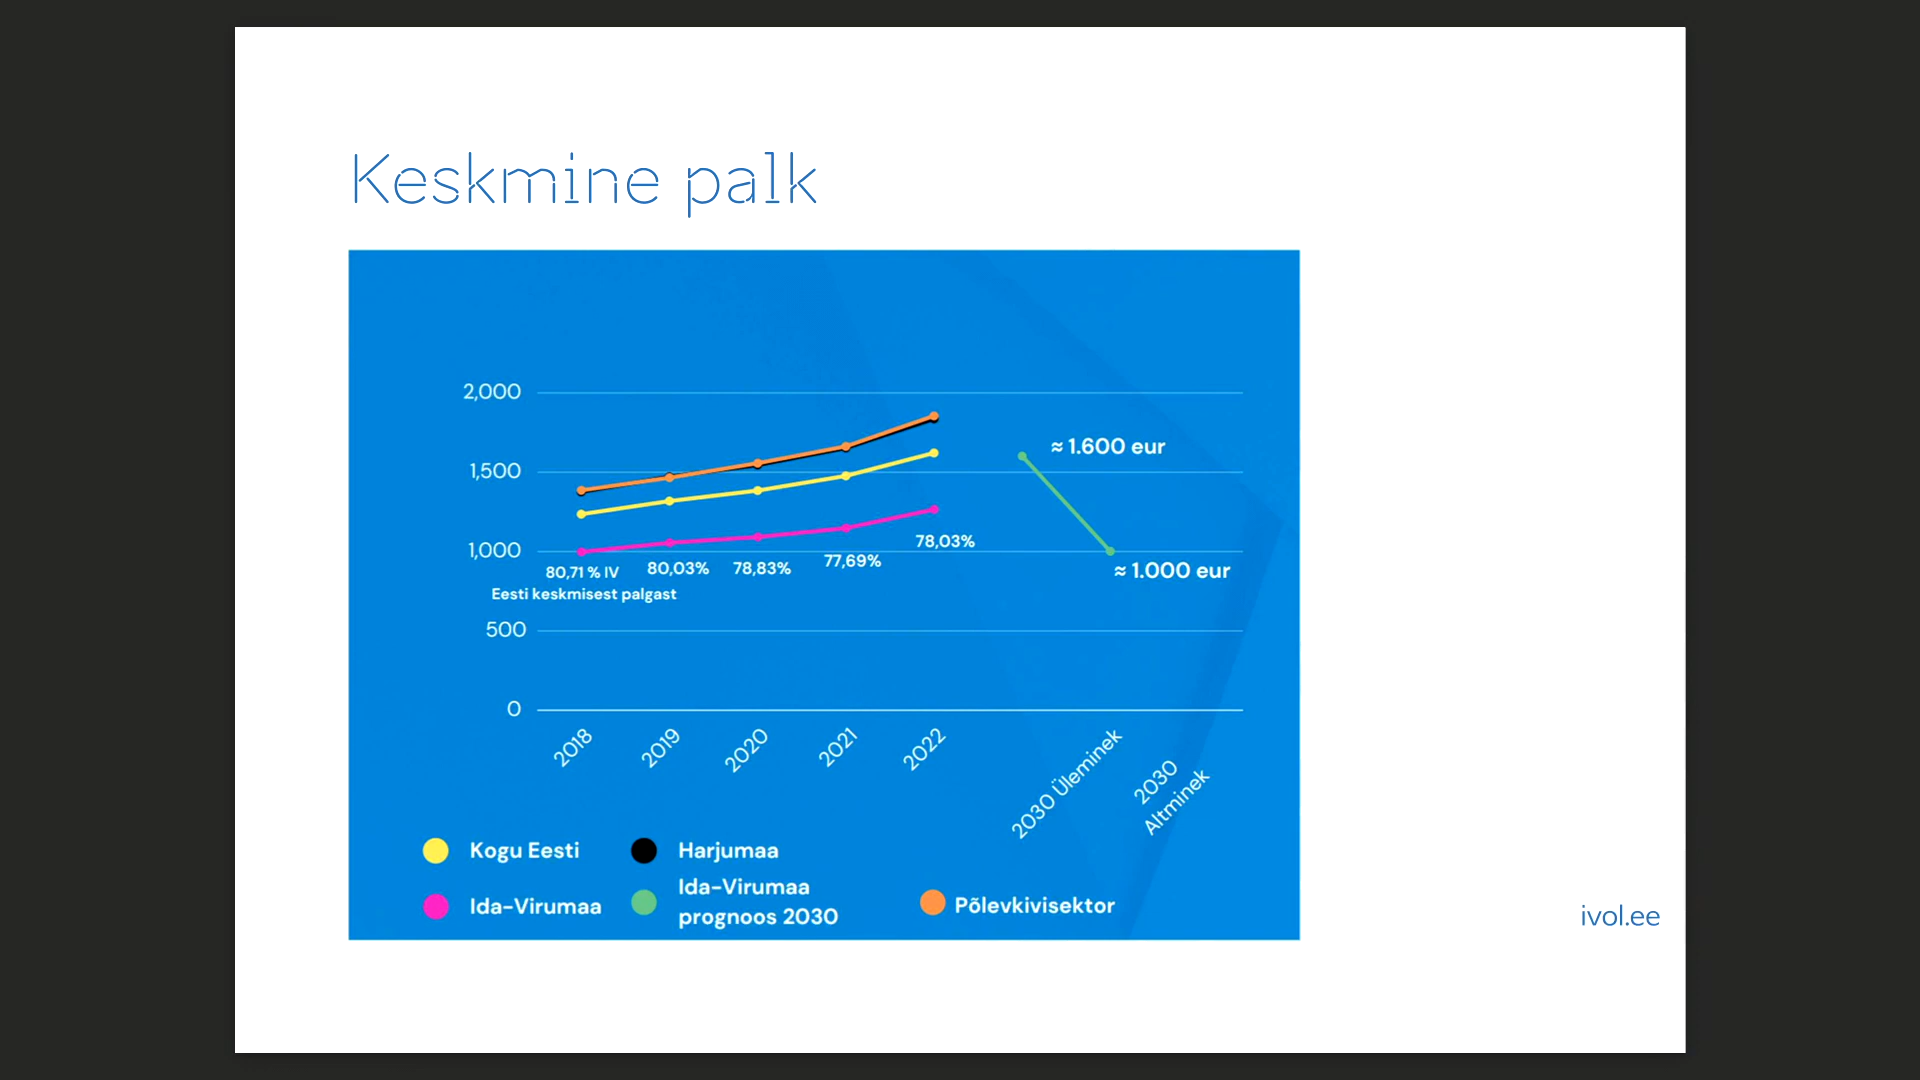 Keskmine palk
2,000
1,500
1,000
500
0
≈ 1.600 eur
≈ 1.000 eur
80,71 % IV
Eesti keskmisest palgast
80,03%
78,83%
77,69%
78,03%
2018
2019
2020
2021
2022
2030 Üleminek
2030
Altminek
Kogu Eesti
Harjumaa
Ida-Virumaa
Ida-Virumaa
prognoos 2030
Põlevkivisektor
ivol.ee